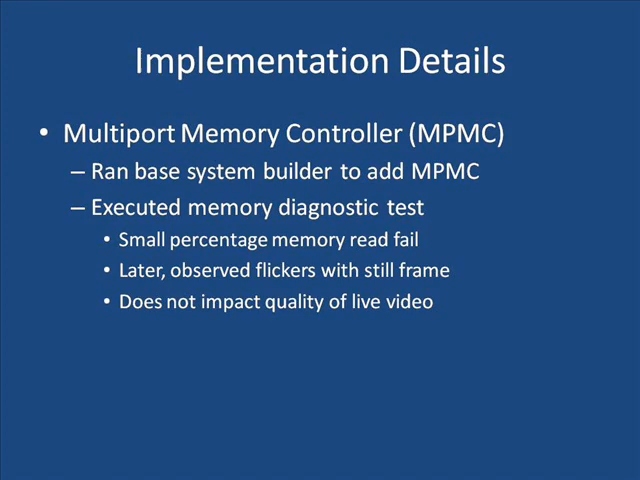 Implementation Details
• Multiport Memory Controller (MPMC)
– Ran base system builder to add MPMC
– Executed memory diagnostic test
• Small percentage memory read fail
• Later, observed flickers with still frame
• Does not impact quality of live video